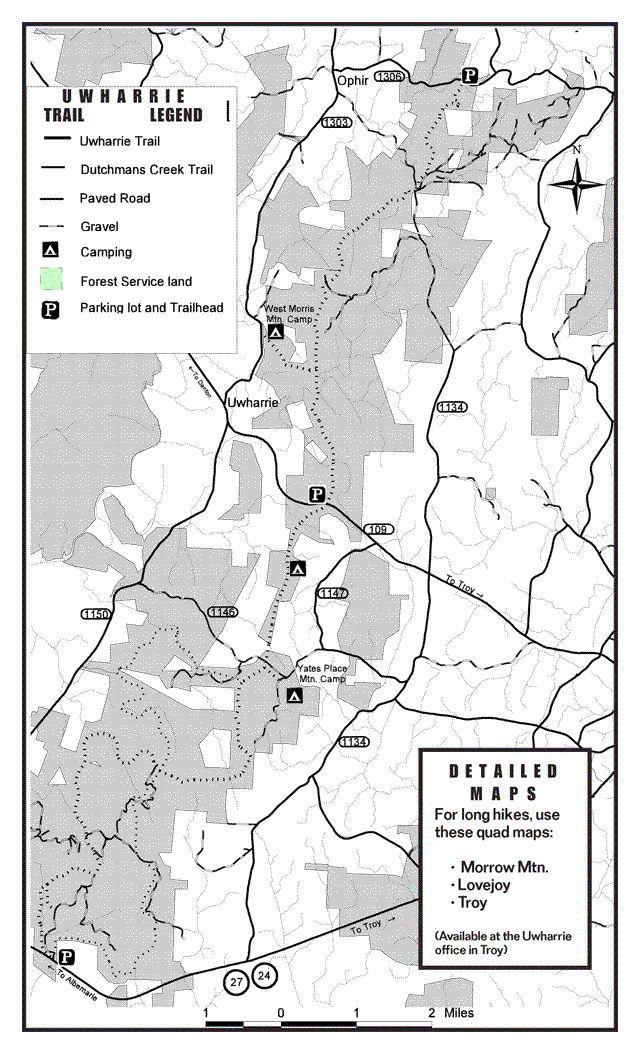 Ophir
1306
P
UWHARRIE
TRAIL LEGEND
1303
Uwharrie Trail
Dutchmans Creek Trail
N
Paved Road
Gravel
Camping
Forest Service land
P Parking lot and Trailhead
West Morris
Mtn. Camp
←To Denton
Uwharrie
1134
P
109
To Troy →
1147
1150
1146
Yates Place
Mtn. Camp
1134
DETAILED
MAPS
For long hikes, use
these quad maps:
· Morrow Mtn.
· Lovejoy
· Troy
(Available at the Uwharrie
office in Troy)
To Troy →
P
← To Albemarle
27
24
1 0 1 2 Miles